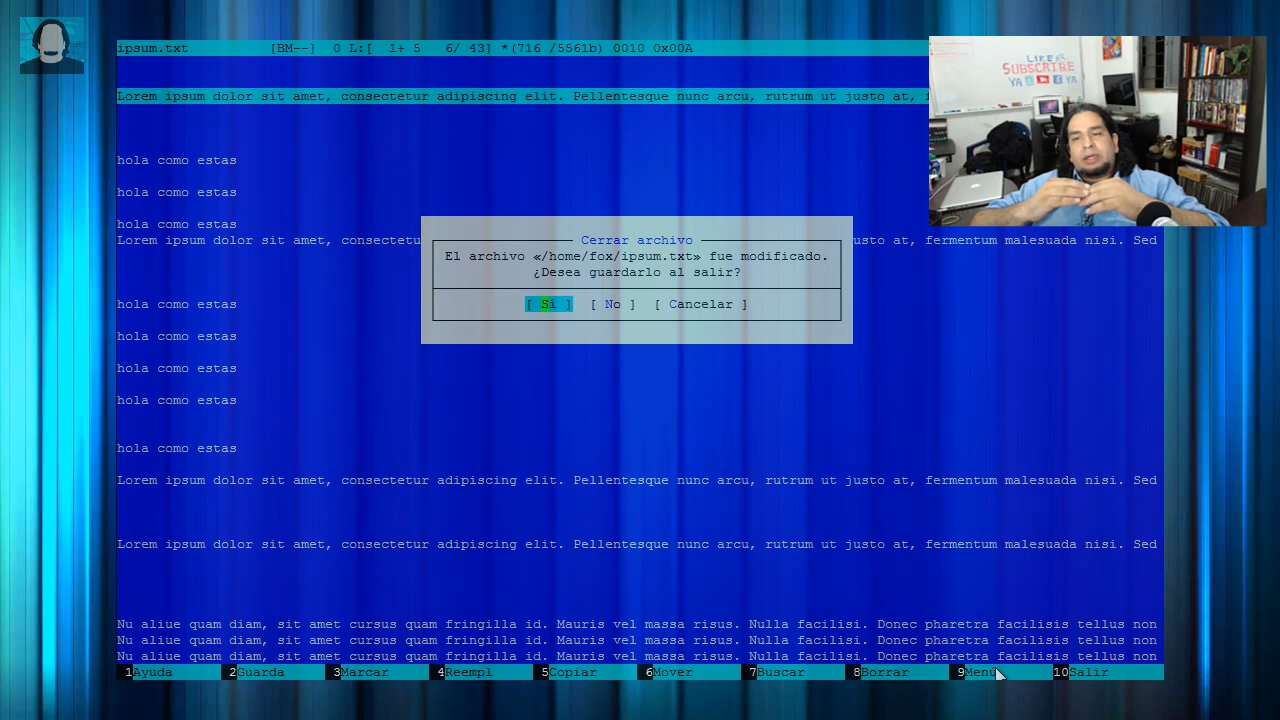 ipsum.txt [BM--] 0 L:[ 1+ 5 6/ 43] *(716 /5561b) 0010 0x00A
Lorem ipsum dolor sit amet, consectetur adipiscing elit. Pellentesque nunc arcu, rutrum ut justo at,
LIKE &
SUBSCRIBE
YA YA
hola como estas
hola como estas
hola como estas
Lorem ipsum dolor sit amet, consectetu usto at, fermentum malesuada nisi. Sed
Cerrar archivo
El archivo «/home/fox/ipsum.txt» fue modificado.
¿Desea guardarlo al salir?
[ Sí ] [ No ] [ Cancelar ]
hola como estas
hola como estas
hola como estas
hola como estas
hola como estas
Lorem ipsum dolor sit amet, consectetur adipiscing elit. Pellentesque nunc arcu, rutrum ut justo at, fermentum malesuada nisi. Sed
Lorem ipsum dolor sit amet, consectetur adipiscing elit. Pellentesque nunc arcu, rutrum ut justo at, fermentum malesuada nisi. Sed
Nu aliue quam diam, sit amet cursus quam fringilla id. Mauris vel massa risus. Nulla facilisi. Donec pharetra facilisis tellus non
Nu aliue quam diam, sit amet cursus quam fringilla id. Mauris vel massa risus. Nulla facilisi. Donec pharetra facilisis tellus non
Nu aliue quam diam, sit amet cursus quam fringilla id. Mauris vel massa risus. Nulla facilisi. Donec pharetra facilisis tellus non
1Ayuda 2Guarda 3Marcar 4Reempl 5Copiar 6Mover 7Buscar 8Borrar 9Menú 10Salir